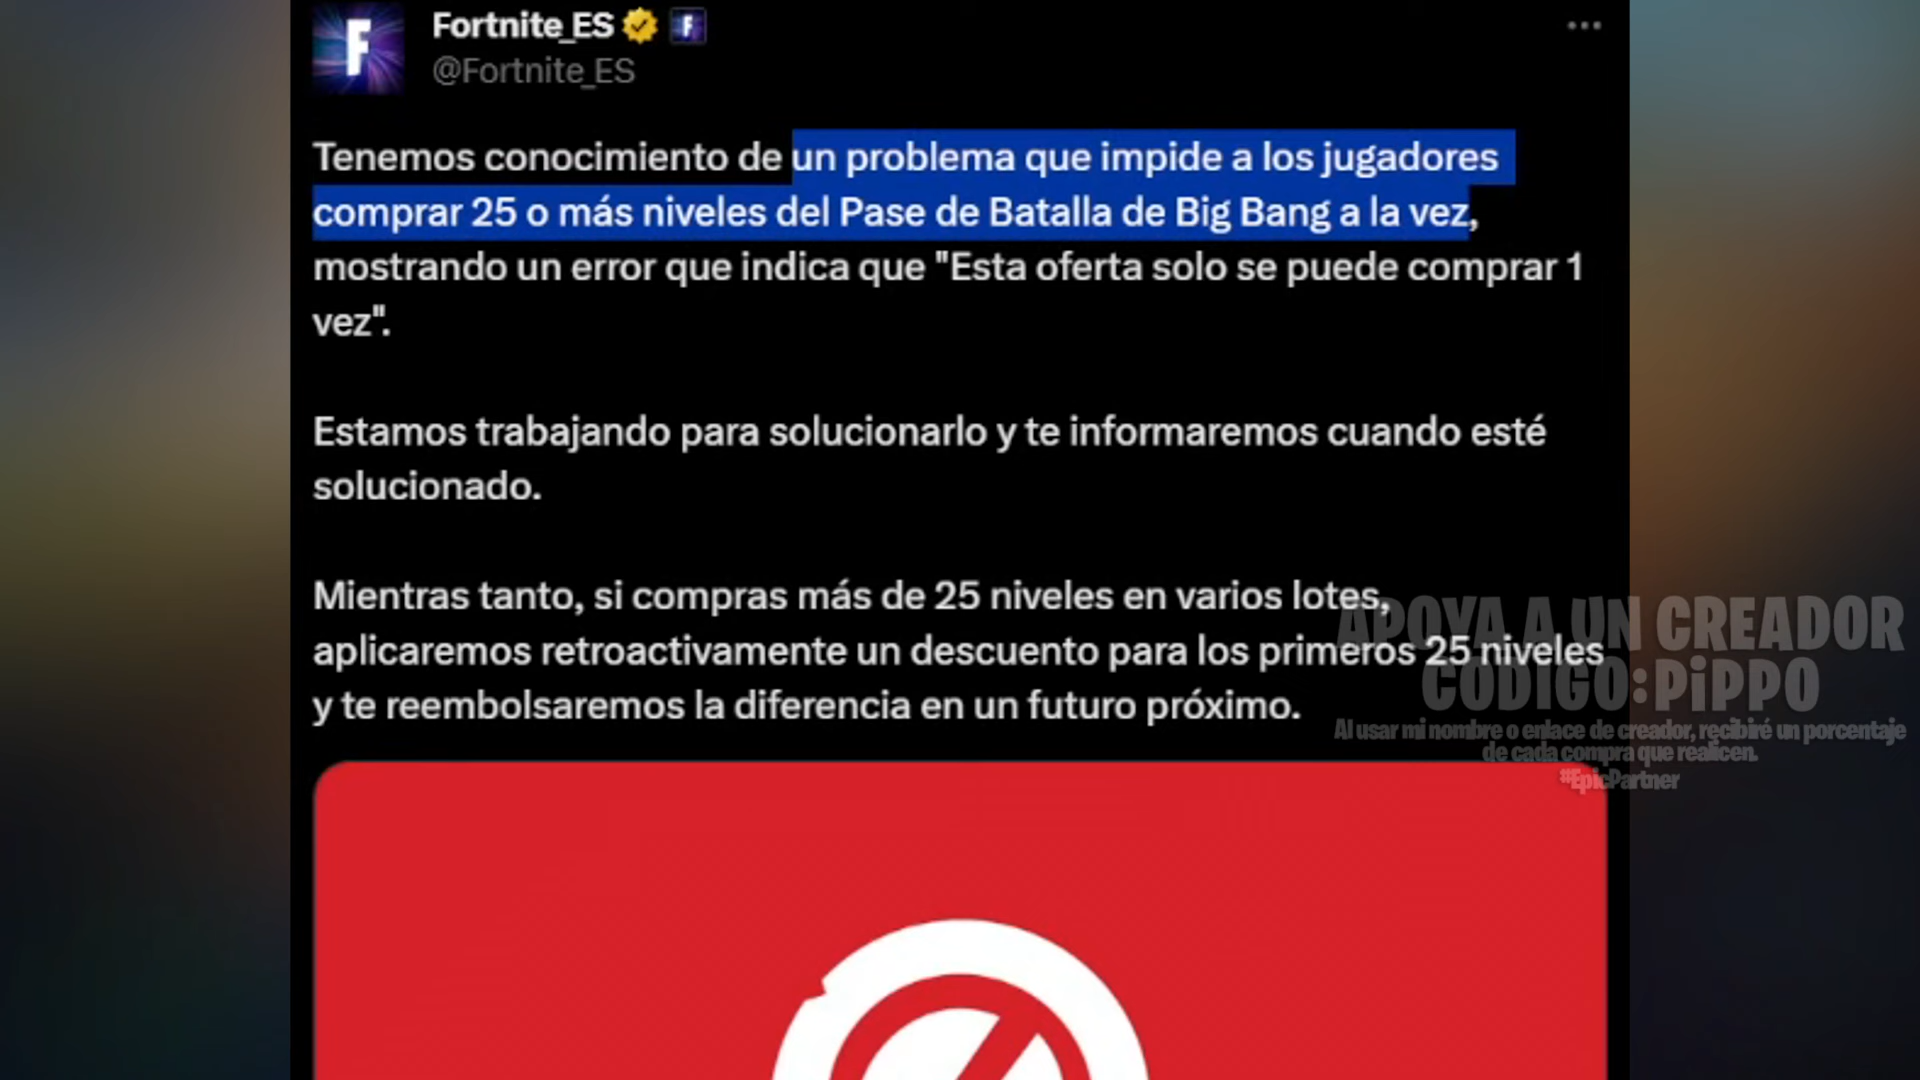 Fortnite_ES
@Fortnite_ES
Tenemos conocimiento de un problema que impide a los jugadores
comprar 25 o más niveles del Pase de Batalla de Big Bang a la vez,
mostrando un error que indica que "Esta oferta solo se puede comprar 1
vez".
Estamos trabajando para solucionarlo y te informaremos cuando esté
solucionado.
Mientras tanto, si compras más de 25 niveles en varios lotes,
aplicaremos retroactivamente un descuento para los primeros 25 niveles
y te reembolsaremos la diferencia en un futuro próximo.
APOYA A UN CREADOR
CODIGO:PiPPO
Al usar mi nombre o enlace de creador, recibiré un porcentaje
de cada compra que realicen.
#EpicPartner